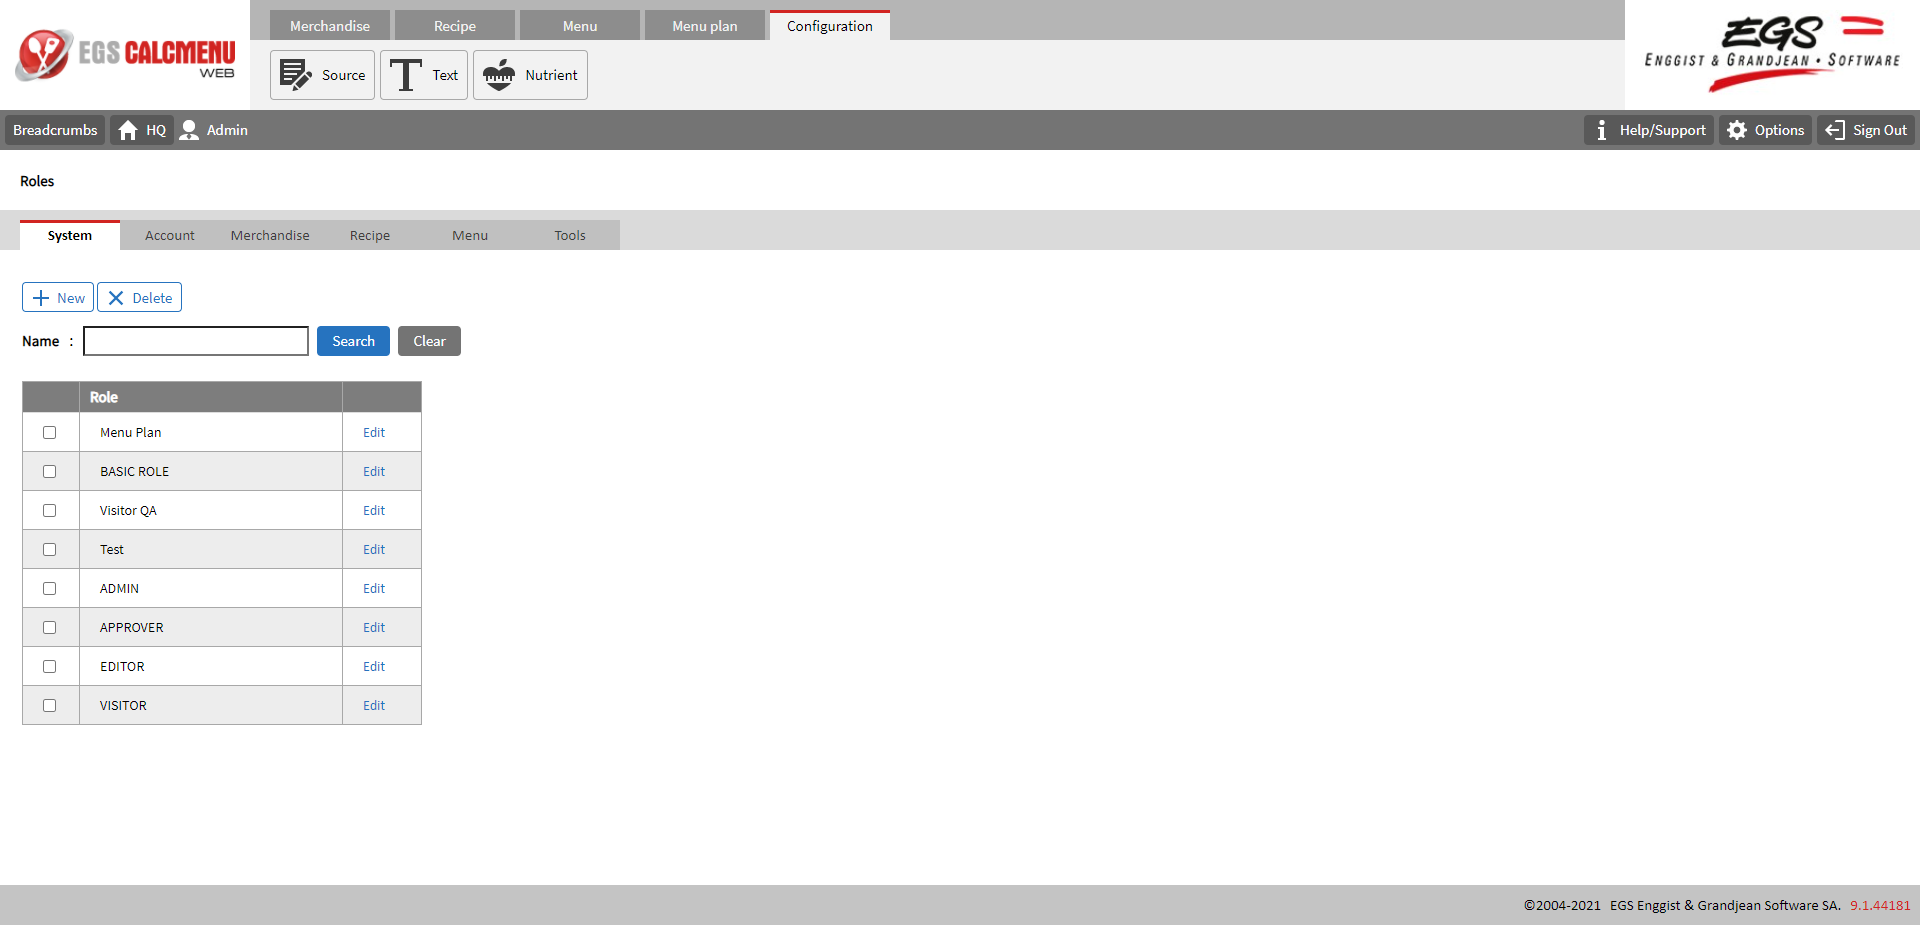 EGS CALCMENU
WEB
Merchandise Recipe Menu Menu plan Configuration
Source Text Nutrient
EGS
ENGGIST & GRANDJEAN • SOFTWARE
Breadcrumbs HQ Admin Help/Support Options Sign Out
Roles
System Account Merchandise Recipe Menu Tools
New Delete
Name : Search Clear
Role
Menu Plan Edit
BASIC ROLE Edit
Visitor QA Edit
Test Edit
ADMIN Edit
APPROVER Edit
EDITOR Edit
VISITOR Edit
©2004-2021 EGS Enggist & Grandjean Software SA. 9.1.44181